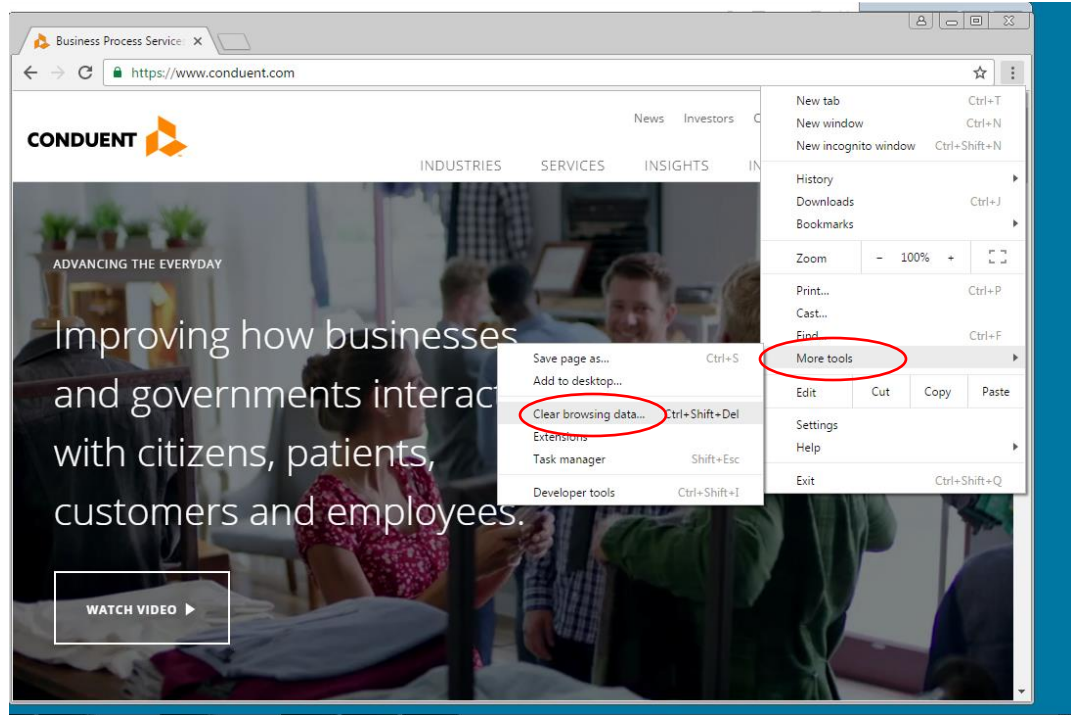 Business Process Service
https://www.conduent.com
CONDUENT
News Investors
INDUSTRIES SERVICES INSIGHTS
ADVANCING THE EVERYDAY
Improving how businesses
and governments interact
with citizens, patients,
customers and employees.
WATCH VIDEO
New tab Ctrl+T
New window Ctrl+N
New incognito window Ctrl+Shift+N
History
Downloads Ctrl+J
Bookmarks
Zoom - 100% +
Print... Ctrl+P
Cast...
Find... Ctrl+F
More tools
Edit Cut Copy Paste
Settings
Help
Exit Ctrl+Shift+Q
Save page as... Ctrl+S
Add to desktop...
Clear browsing data... Ctrl+Shift+Del
Extensions
Task manager Shift+Esc
Developer tools Ctrl+Shift+I